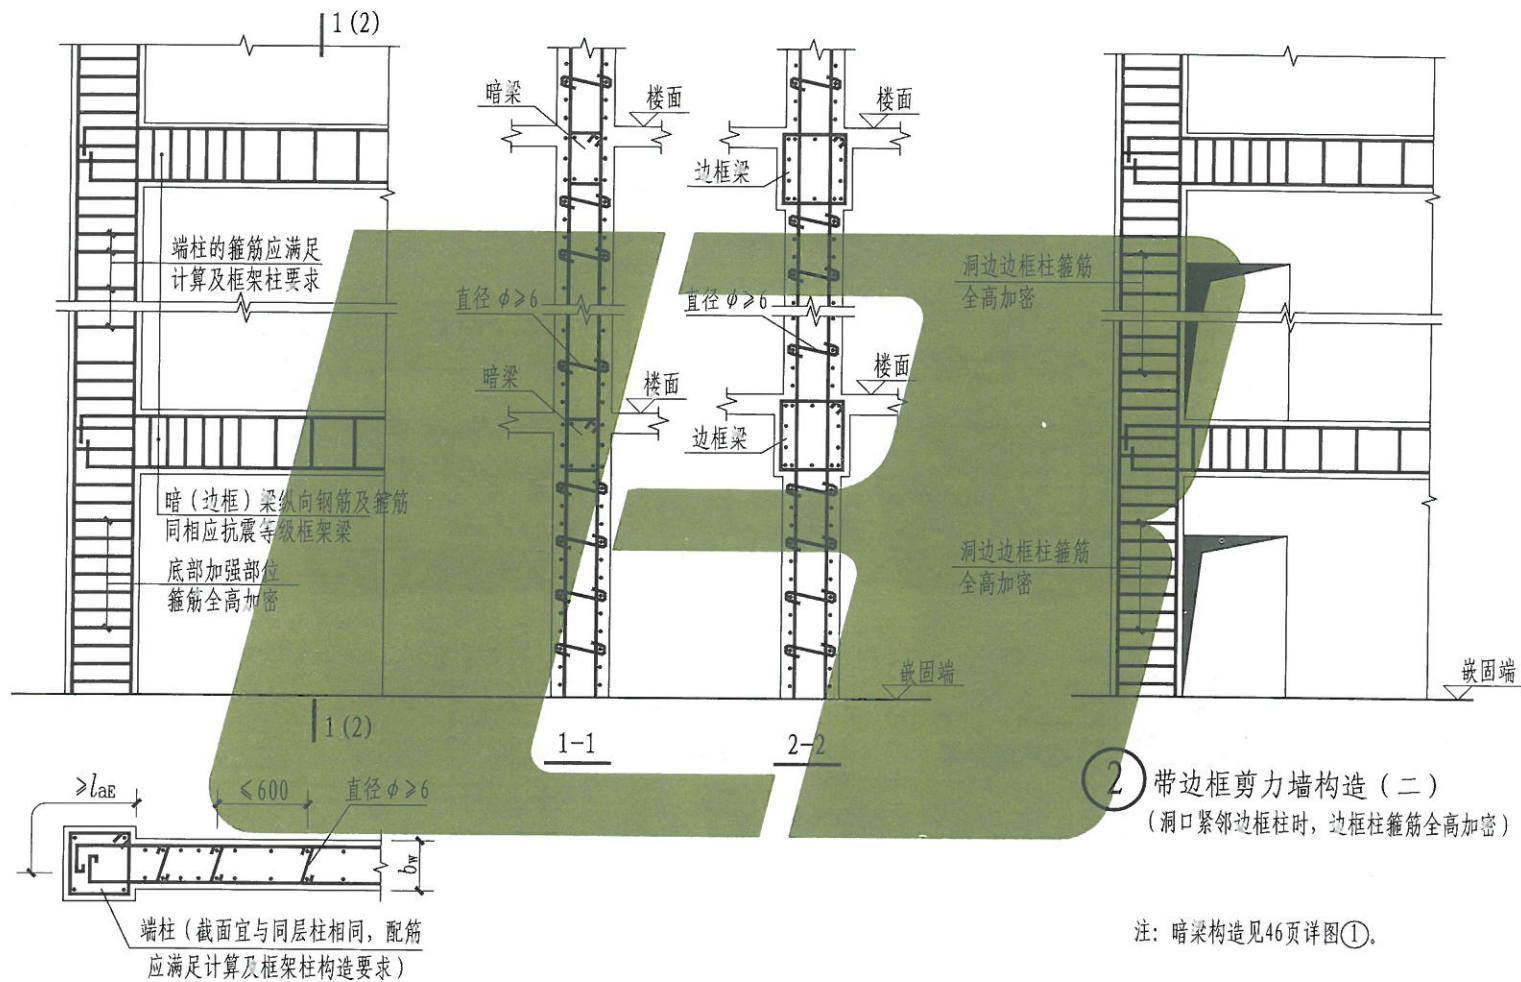 1(2)
暗梁
楼面
楼面
边框梁
端柱的箍筋应满足
计算及框架柱要求
直径 φ≥6
直径 φ≥6
洞边边框柱箍筋
全高加密
暗梁
楼面
楼面
边框梁
暗(边框)梁纵向钢筋及箍筋
同相应抗震等级框架梁
底部加强部位
箍筋全高加密
洞边边框柱箍筋
全高加密
嵌固端
嵌固端
1(2)
1-1
2-2
≥laE
≤600
直径 φ≥6
bw
端柱(截面宜与同层柱相同，配筋
应满足计算及框架柱构造要求)
2 带边框剪力墙构造(二)
(洞口紧邻边框柱时，边框柱箍筋全高加密)
注：暗梁构造见46页详图①。